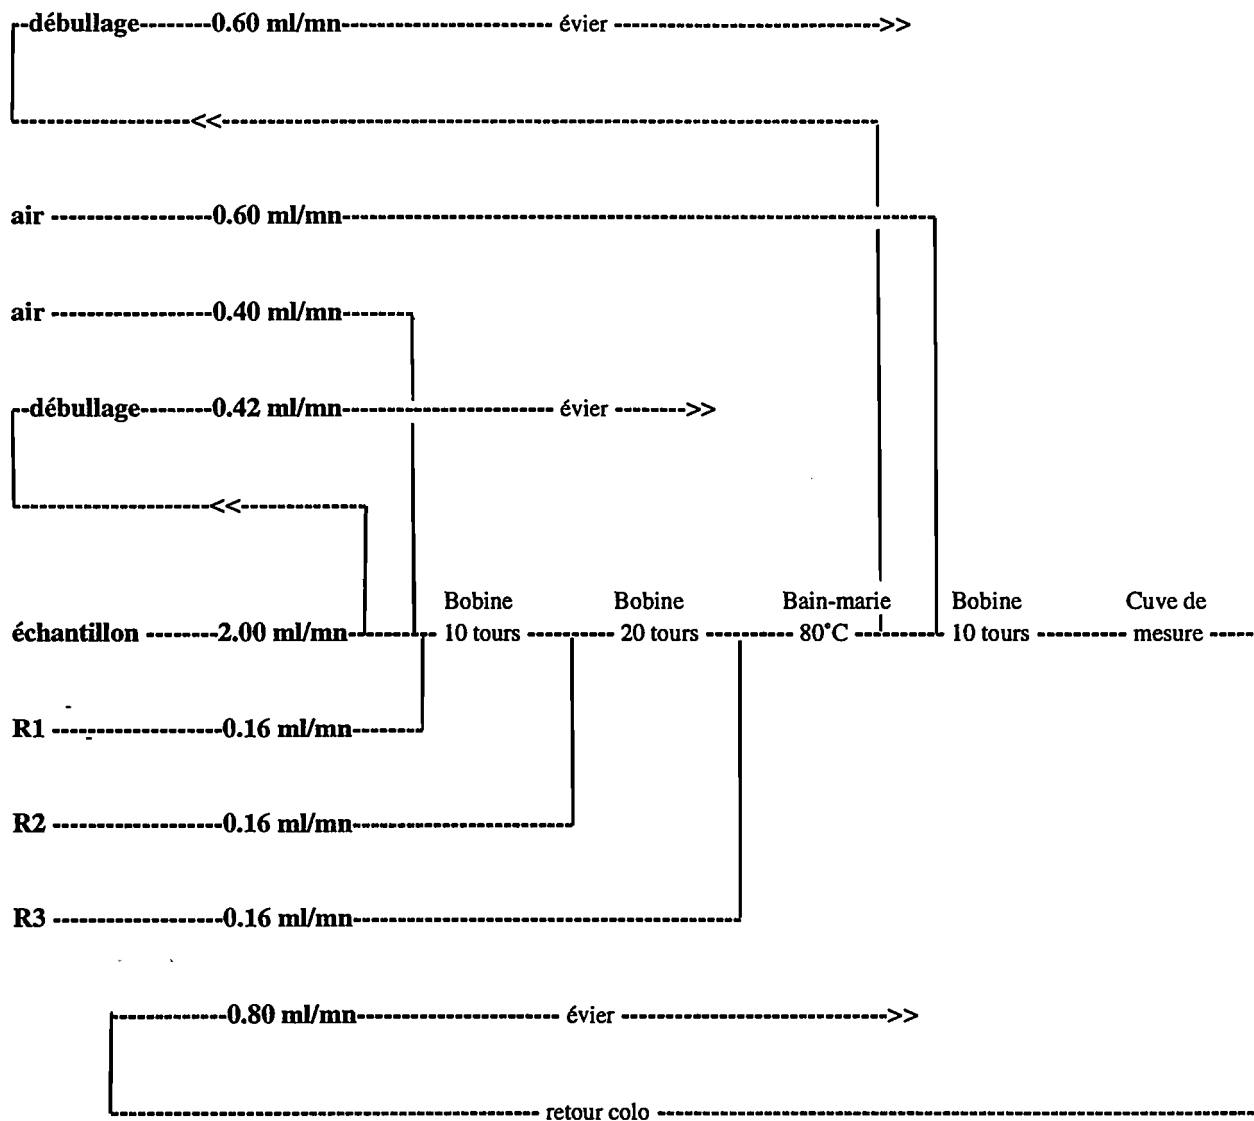 débullage 0.60 ml/mn évier >>
<<
air 0.60 ml/mn
air 0.40 ml/mn
débullage 0.42 ml/mn évier >>
<<
Bobine Bobine Bain-marie Bobine Cuve de
échantillon 2.00 ml/mn 10 tours 20 tours 80°C 10 tours mesure
R1 0.16 ml/mn
R2 0.16 ml/mn
R3 0.16 ml/mn
0.80 ml/mn évier >>
retour colo